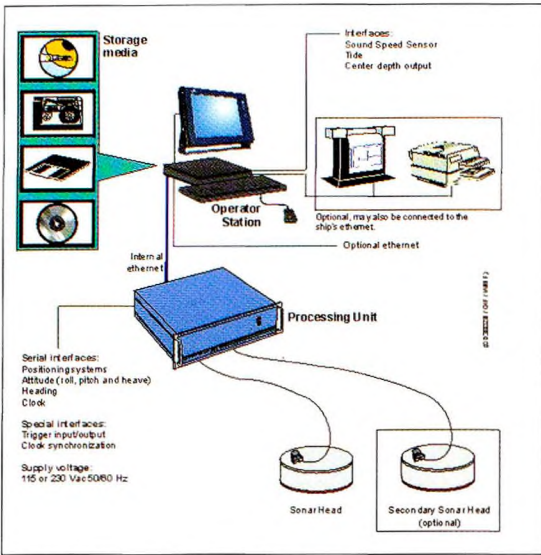 Storage
media
Interfaces:
Sound Speed Sensor
Tide
Center depth output
Operator
Station
Optional, may also be connected to the
ship's ethernet.
Optional ethernet
Internal
ethernet
Processing Unit
Serial interfaces:
Positioning systems
Attitude (roll, pitch and heave)
Heading
Clock
Special interfaces:
Trigger input/output
Clock synchronization
Supply voltage:
115 or 230 Vac 50/60 Hz
Sonar Head
Secondary Sonar Head
(optional)